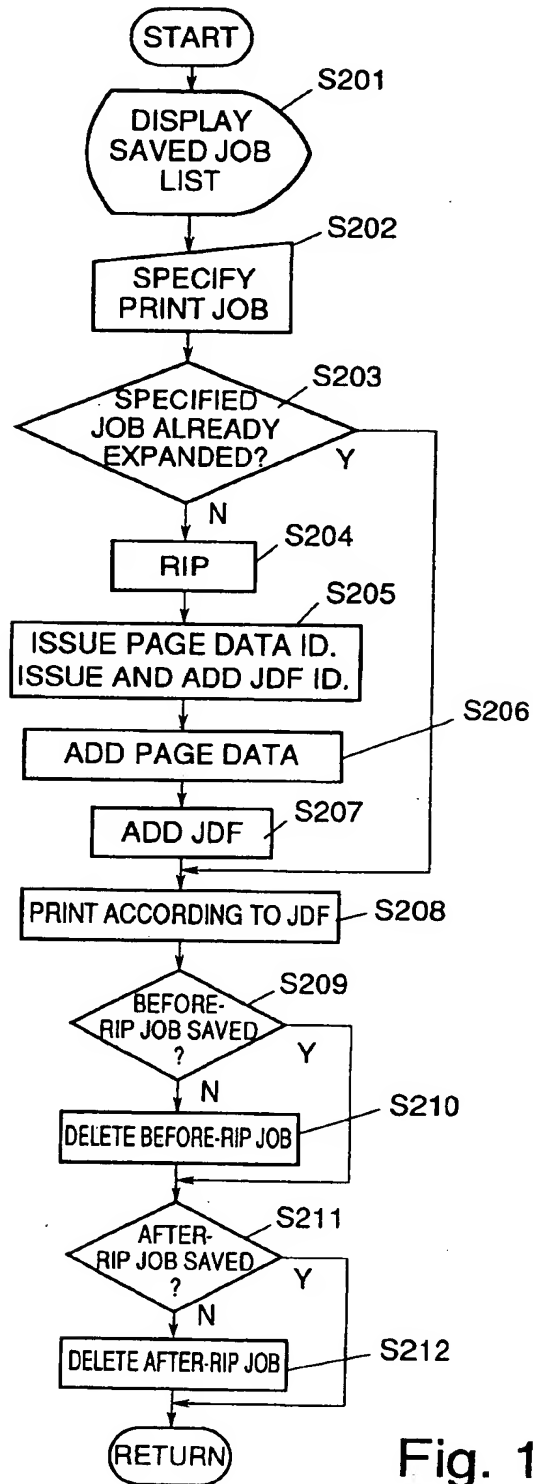 START
S201
DISPLAY
SAVED JOB
LIST
S202
SPECIFY
PRINT JOB
S203
SPECIFIED
JOB ALREADY
EXPANDED?
Y
N
S204
RIP
S205
ISSUE PAGE DATA ID.
ISSUE AND ADD JDF ID.
S206
ADD PAGE DATA
S207
ADD JDF
PRINT ACCORDING TO JDF
S208
S209
BEFORE-
RIP JOB SAVED
?
Y
N
S210
DELETE BEFORE-RIP JOB
S211
AFTER-
RIP JOB SAVED
?
Y
N
DELETE AFTER-RIP JOB
S212
RETURN
Fig. 1